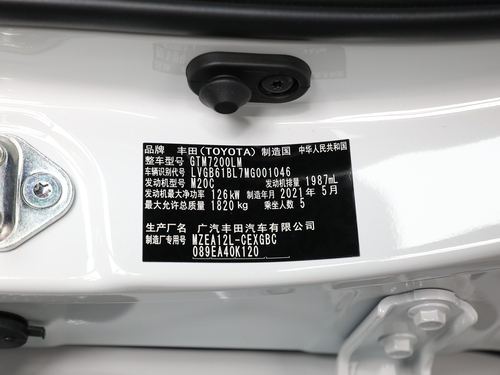 品牌 丰田(TOYOTA) 制造国 中华人民共和国
整车型号 GTM7200LM
车辆识别代号 LVGB61BL7MG001046
发动机型号 M20C 发动机排量 1987mL
发动机最大净功率 126kW 制造年月 2021年5月
最大允许总质量 1820kg 乘坐人数 5
生产厂名 广汽丰田汽车有限公司
制造厂专用号 MZEA12L-CEXGBC
089EA40K120